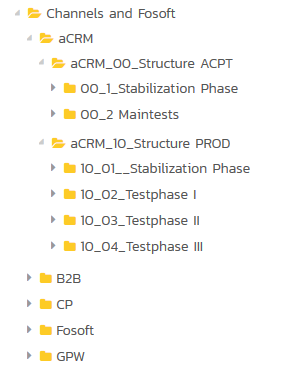 Channels and Fosoft
aCRM
aCRM_00_Structure ACPT
00_1_Stabilization Phase
00_2 Maintests
aCRM_10_Structure PROD
10_01__Stabilization Phase
10_02_Testphase I
10_03_Testphase II
10_04_Testphase III
B2B
CP
Fosoft
GPW